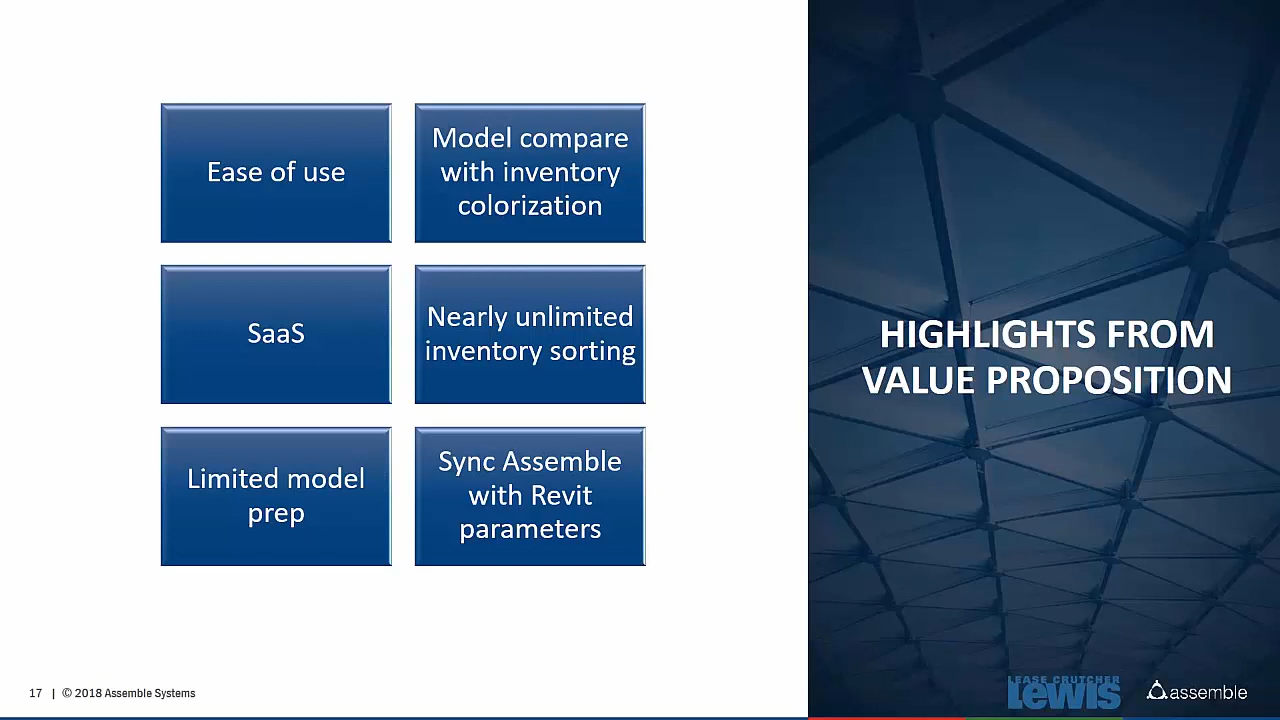 Ease of use
Model compare
with inventory
colorization
SaaS
Nearly unlimited
inventory sorting
Limited model
prep
Sync Assemble
with Revit
parameters
HIGHLIGHTS FROM
VALUE PROPOSITION
17 | © 2018 Assemble Systems
LEASE CRUTCHER
Lewis
assemble